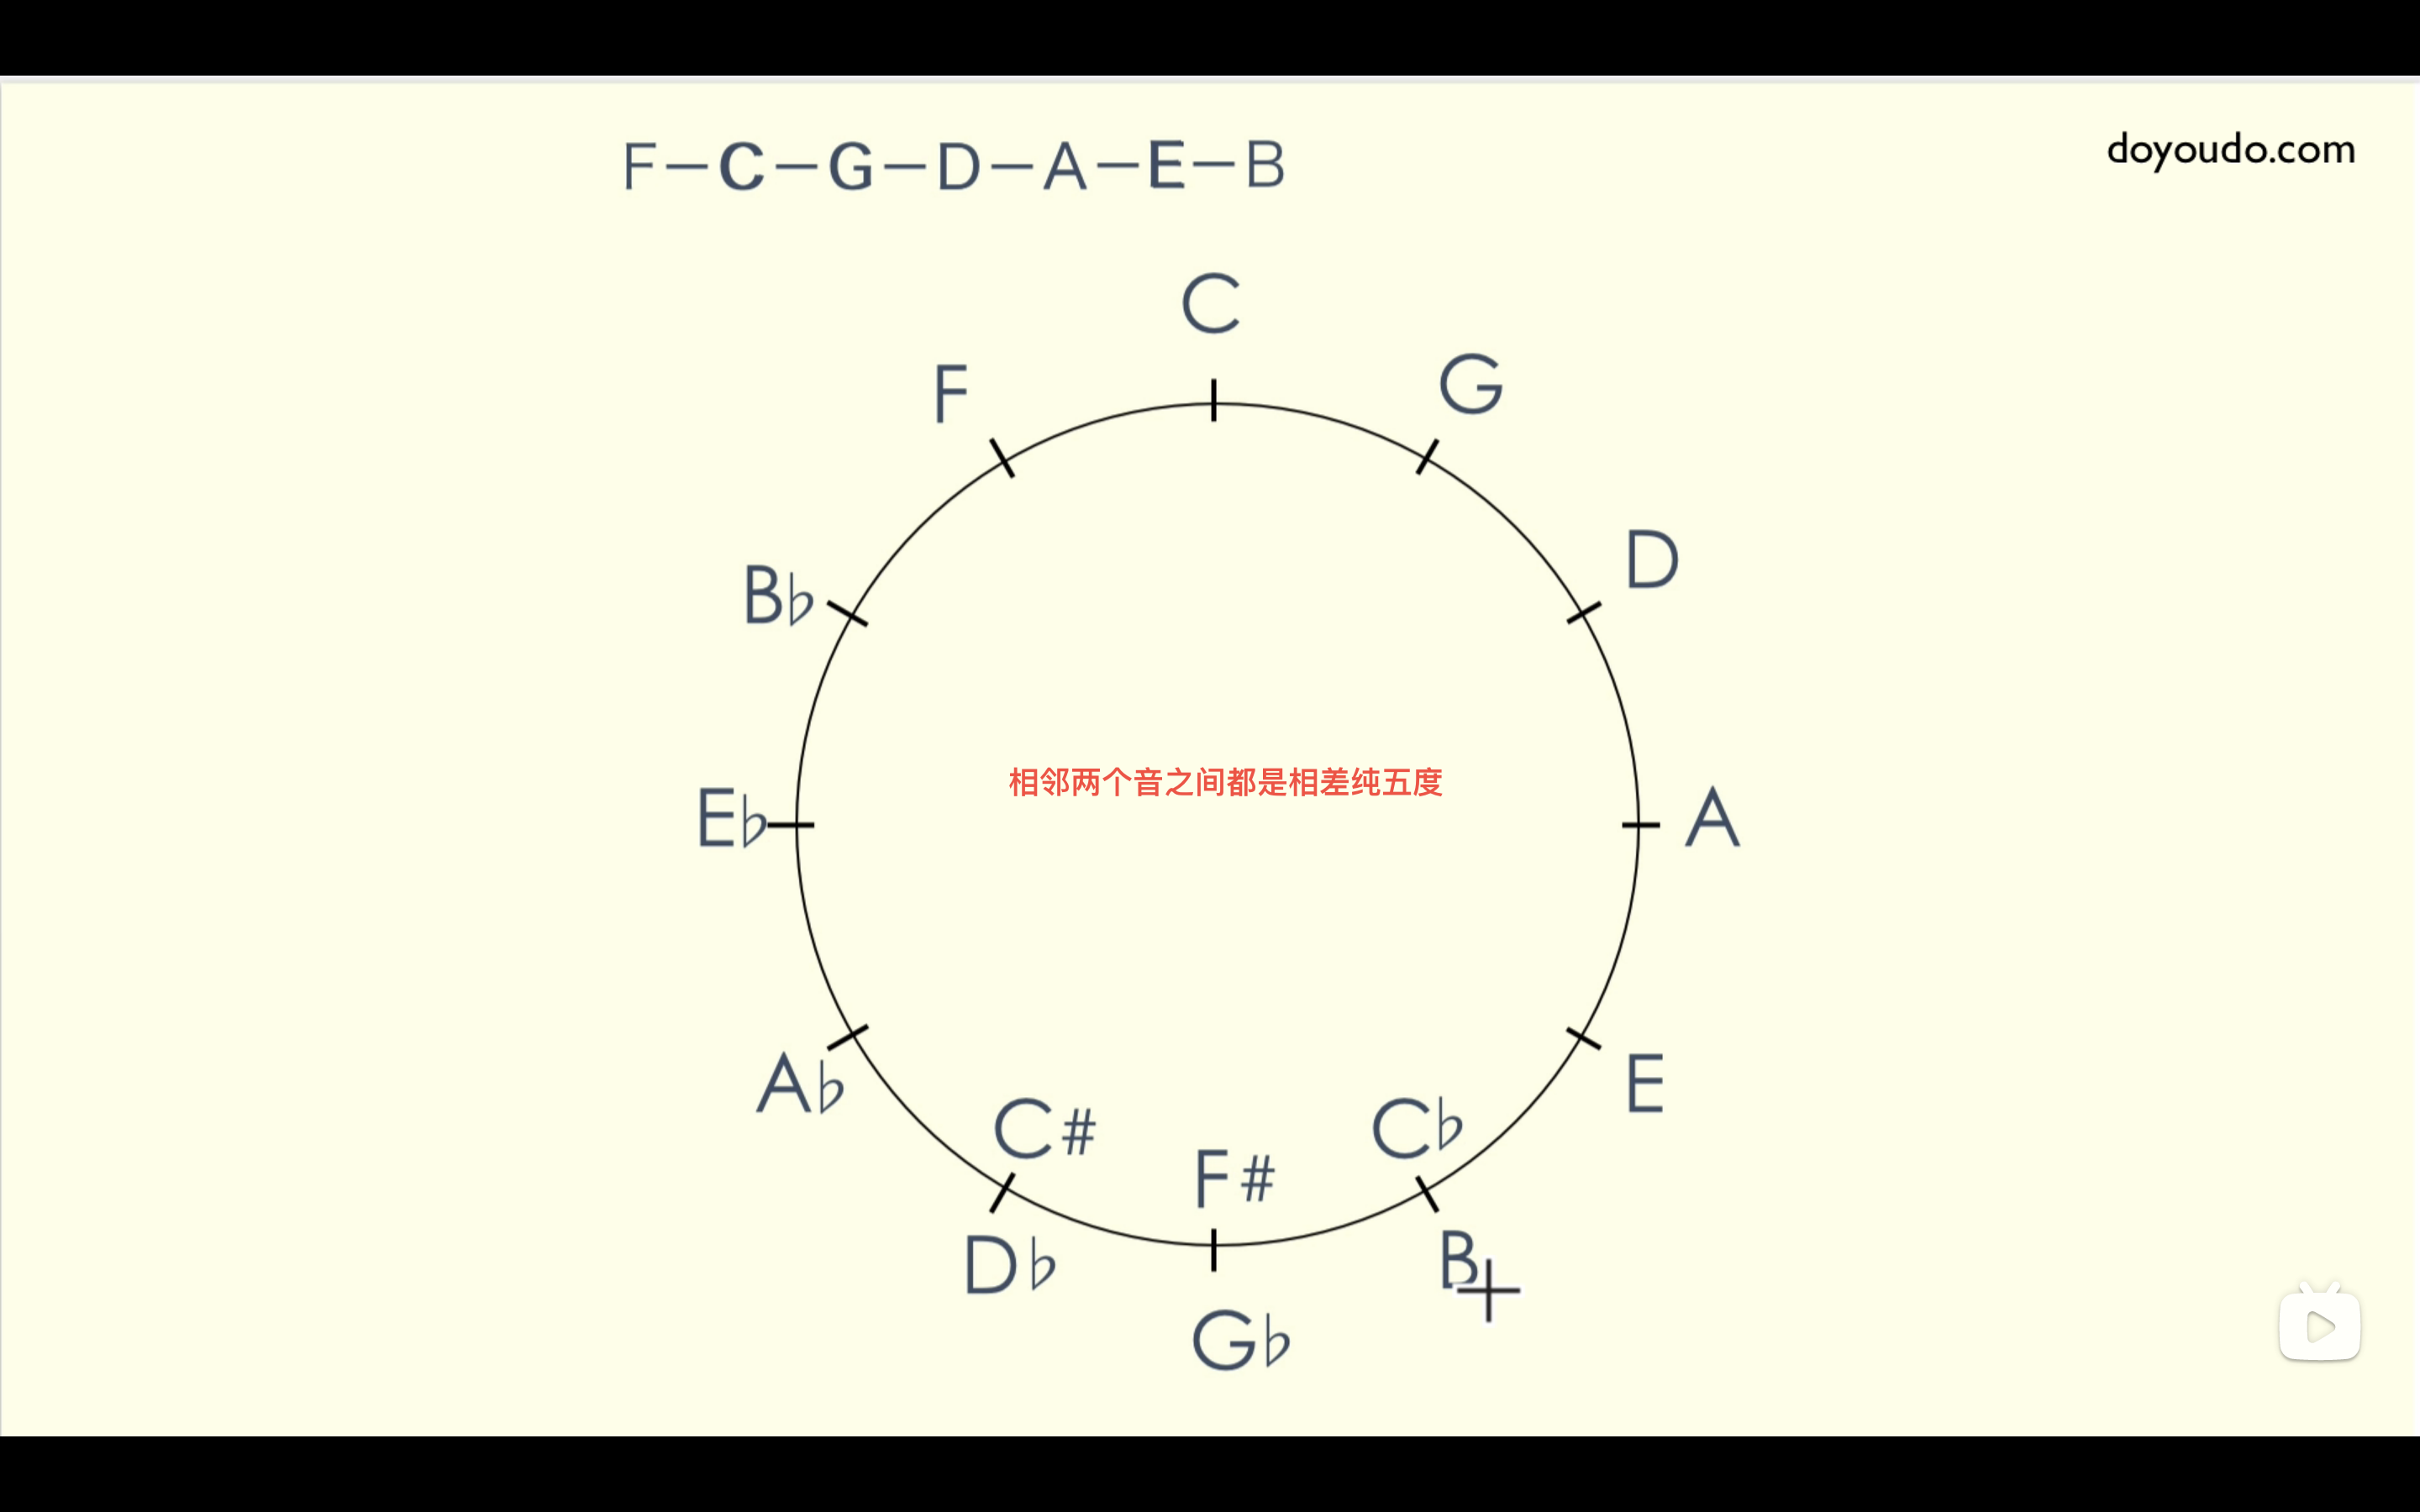 F—C—G—D—A—E—B
doyoudo.com
C
F
G
B♭
D
相邻两个音之间都是相差纯五度
E♭
A
A♭
E
C#
C♭
F#
D♭
B
G♭